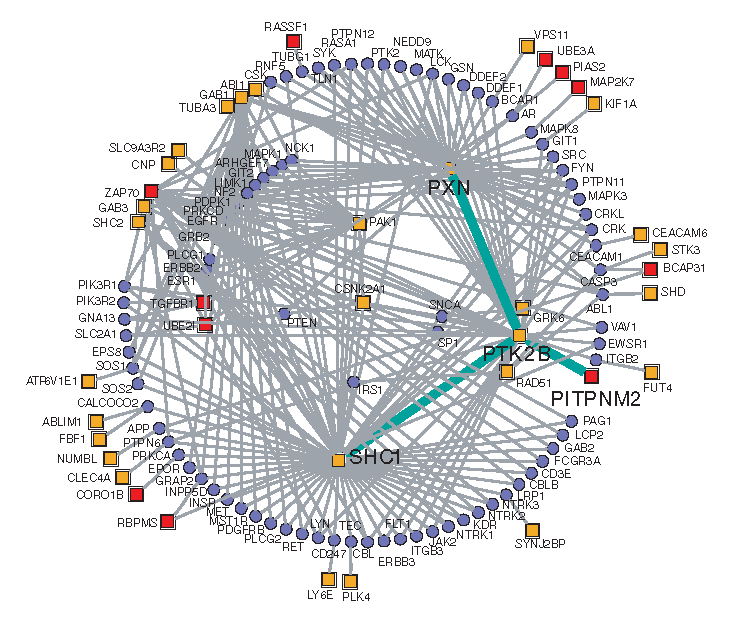 RASSF1
PTPN12
RASA1
NEDD9
VPS11
TUBG1
SYK
PTK2
MATK
UBE3A
RNF5
TLN1
LCK
PIAS2
CSK
GSN
MAP2K7
ABL1
DDEF2
GAB1
DDEF1
KIF1A
TUBA3
BCAR1
AR
MAPK8
SLC9A3R2
MAPK1
NCK1
GIT1
CNP
ARHGEF7
SRC
GIT2
FYN
ZAP70
LIMK1
PTPN11
NF2
PXN
GAB3
PDPK1
MAPK3
PRKCD
SHC2
EGFR
PAK1
CRKL
GRB2
CRK
CEACAM6
PLCG1
CEACAM1
STK3
ERBB2
BCAP31
ESR1
CASP3
PIK3R1
CSNK2A1
SHD
PIK3R2
TGFBR1
SNCA
ABL1
GNA13
UBE2I
PTEN
GRK6
VAV1
SLC2A1
SP1
EWSR1
EPS8
PTK2B
ITGB2
SOS1
ATP6V1E1
SOS2
IRS1
RAD51
FUT4
CALCOCO2
PITPNM2
ABLIM1
APP
PAG1
FBF1
PTPN6
LCP2
NUMBL
PRKCA
SHC1
GAB2
CLEC4A
EPOR
FCGR3A
GRAP2
CD3E
CORO1B
INPP5D
CBLB
INSR
LRP1
RBPMS
MET
NTRK3
MST1R
LYN
TEC
FLT1
NTRK2
PDGFRB
KDR
PLCG2
NTRK1
SYNJ2BP
RET
JAK2
CD247
CBL
ITGB3
ERBB3
LY6E
PLK4